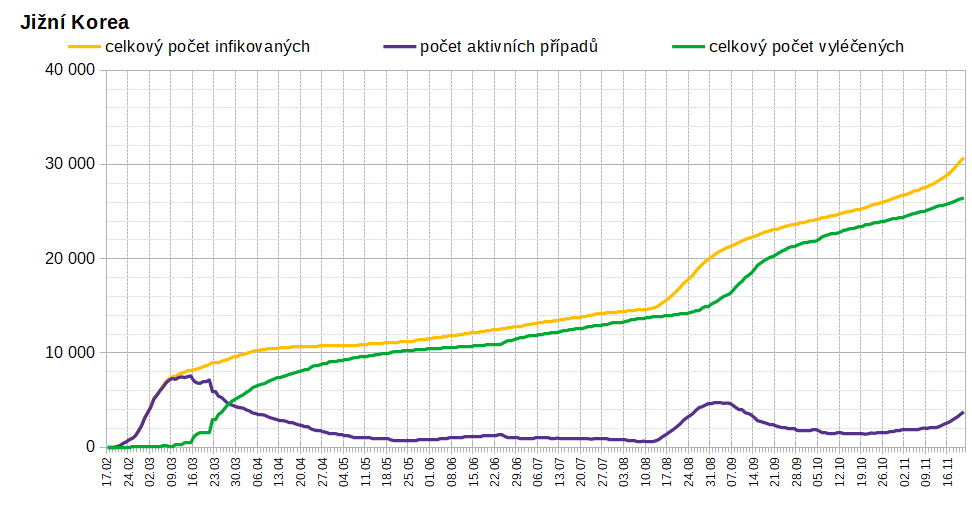 Jižní Korea
celkový počet infikovaných počet aktivních případů celkový počet vyléčených
40 000
30 000
20 000
10 000
0
17.02 24.02 02.03 09.03 16.03 23.03 30.03 06.04 13.04 20.04 27.04 04.05 11.05 18.05 25.05 01.06 08.06 15.06 22.06 29.06 06.07 13.07 20.07 27.07 03.08 10.08 17.08 24.08 31.08 07.09 14.09 21.09 28.09 05.10 12.10 19.10 26.10 02.11 09.11 16.11